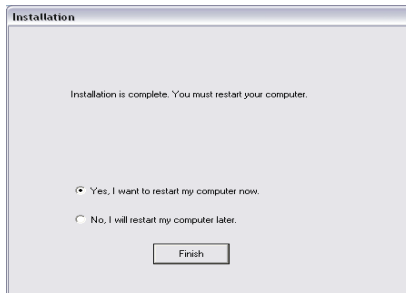 Installation
Installation is complete. You must restart your computer.
Yes, I want to restart my computer now.
No, I will restart my computer later.
Finish